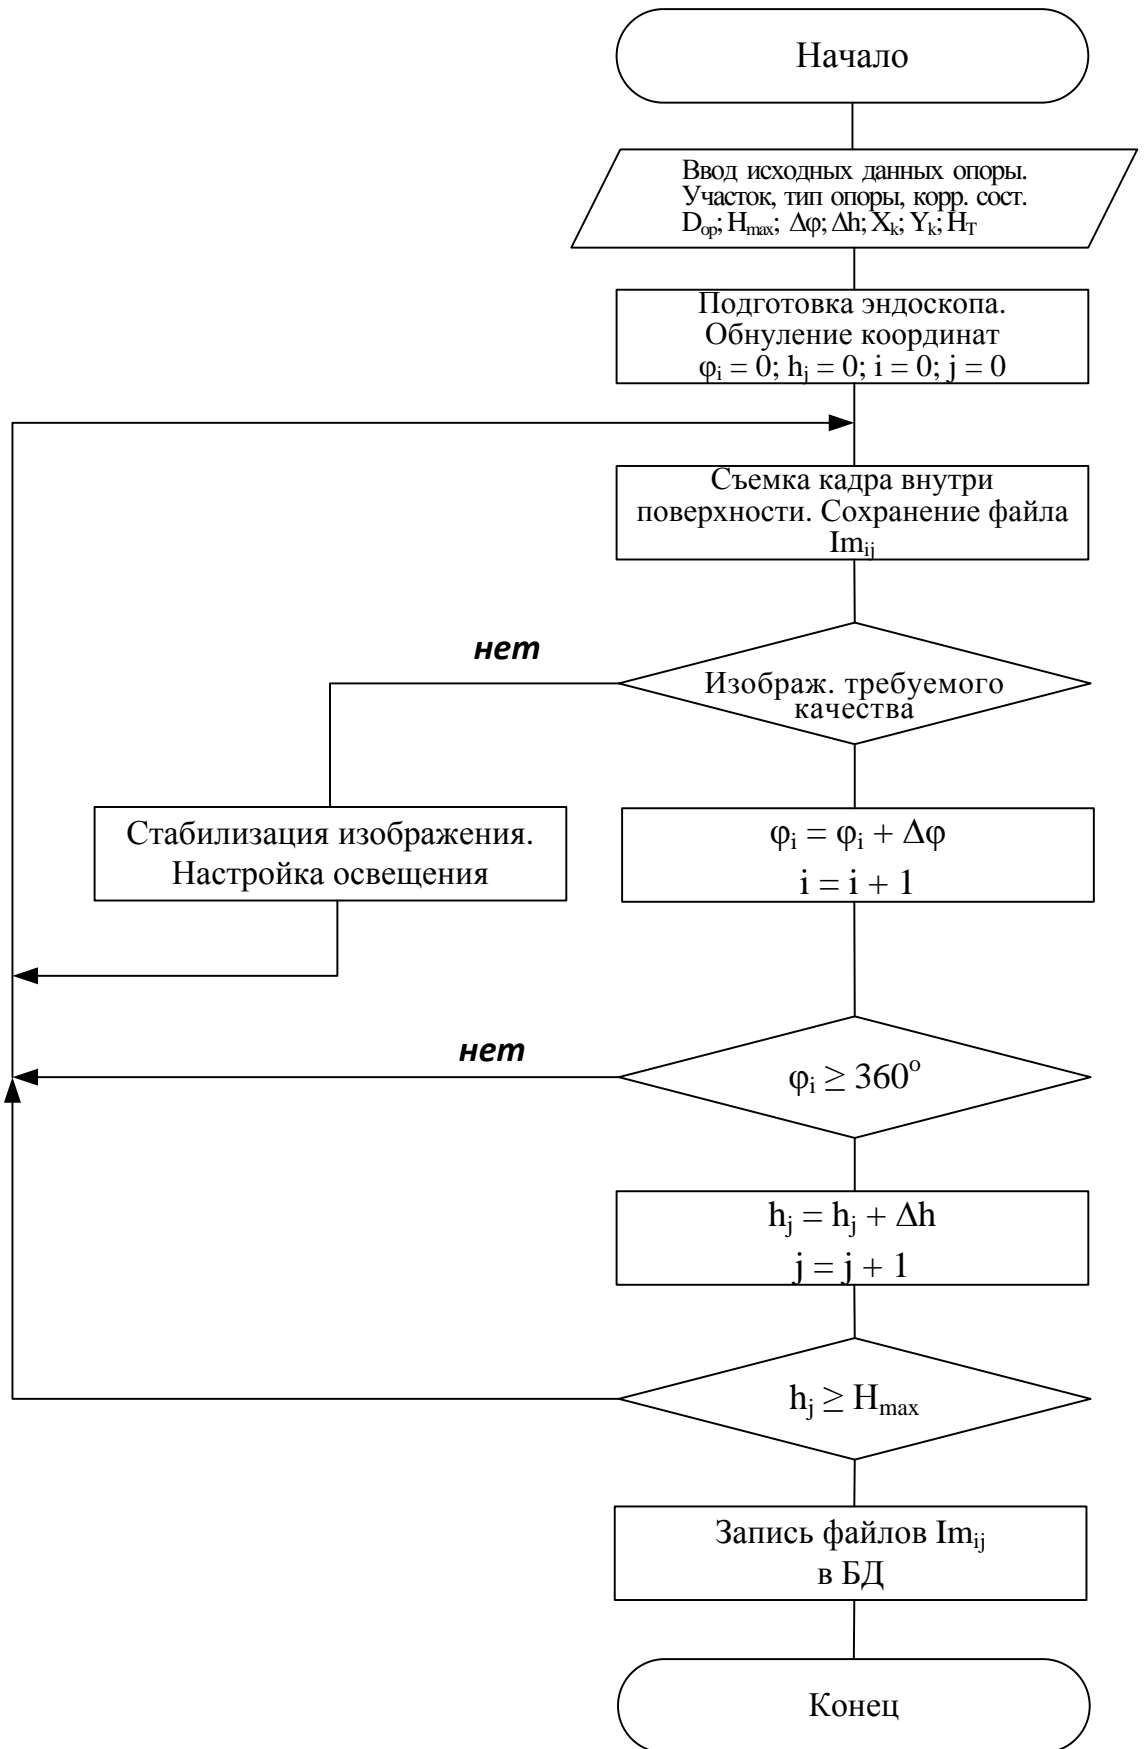 Начало
Ввод исходных данных опоры.
Участок, тип опоры, корр. сост.
Dор; Hmax; Δφ; Δh; Xk; Yk; HT
Подготовка эндоскопа.
Обнуление координат
φi = 0; hj = 0; i = 0; j = 0
Съемка кадра внутри
поверхности. Сохранение файла
Imij
нет
Изображ. требуемого
качества
Стабилизация изображения.
Настройка освещения
φi = φi + Δφ
i = i + 1
нет
φi ≥ 360°
hj = hj + Δh
j = j + 1
hj ≥ Hmax
Запись файлов Imij
в БД
Конец